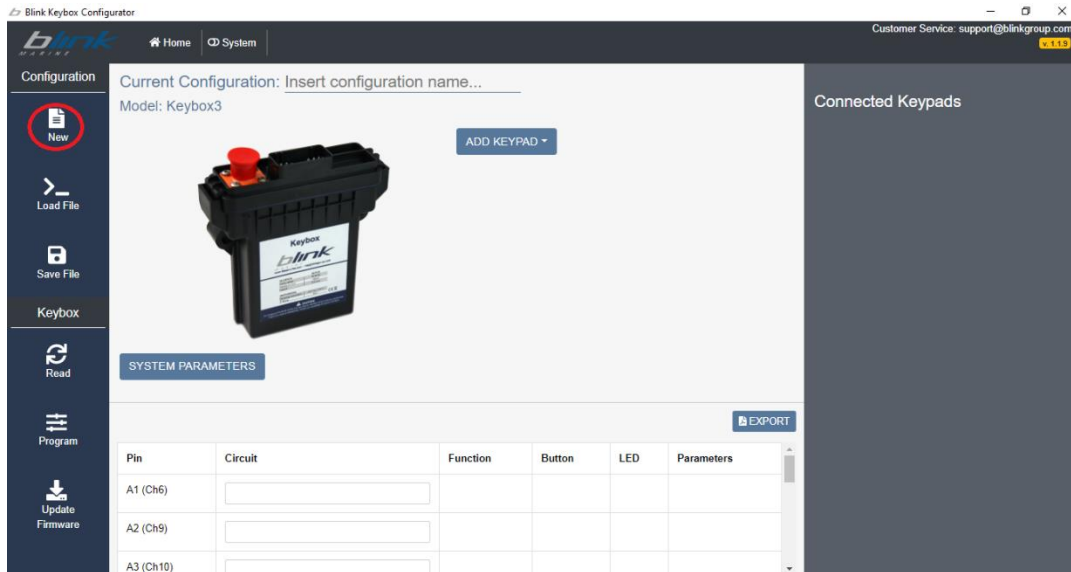 Blink Keybox Configurator
blink
MARINE
Home
System
Customer Service: support@blinkgroup.com
v. 1.1.9
Configuration
New
Load File
Save File
Keybox
Read
Program
Update
Firmware
Current Configuration: Insert configuration name...
Model: Keybox3
ADD KEYPAD
Keybox
blink
SYSTEM PARAMETERS
EXPORT
Pin Circuit Function Button LED Parameters
A1 (Ch6)
A2 (Ch9)
A3 (Ch10)
Connected Keypads